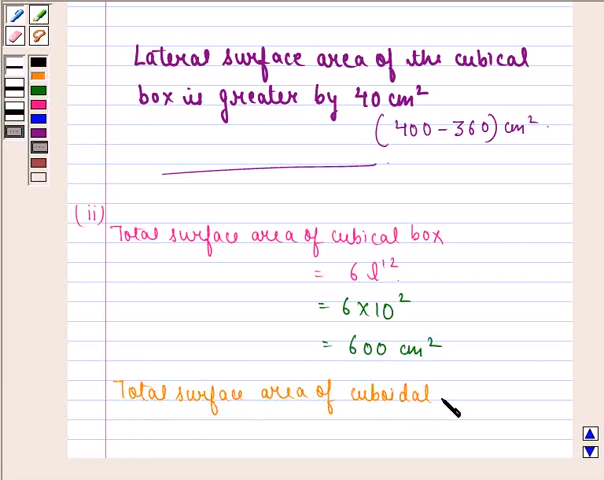 Lateral surface area of the cubical
box is greater by 40 cm²
(400 - 360) cm².
(ii)
Total surface area of cubical box
= 6 l'²
= 6 × 10²
= 600 cm²
Total surface area of cuboidal